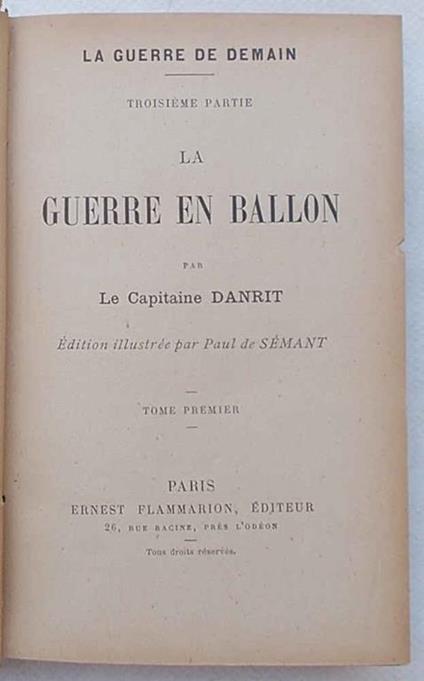 LA GUERRE DE DEMAIN
TROISIÈME PARTIE
LA
GUERRE EN BALLON
PAR
Le Capitaine DANRIT
Édition illustrée par Paul de SÉMANT
TOME PREMIER
PARIS
ERNEST FLAMMARION, ÉDITEUR
26, RUE RACINE, PRÈS L'ODÉON
Tous droits réservés.